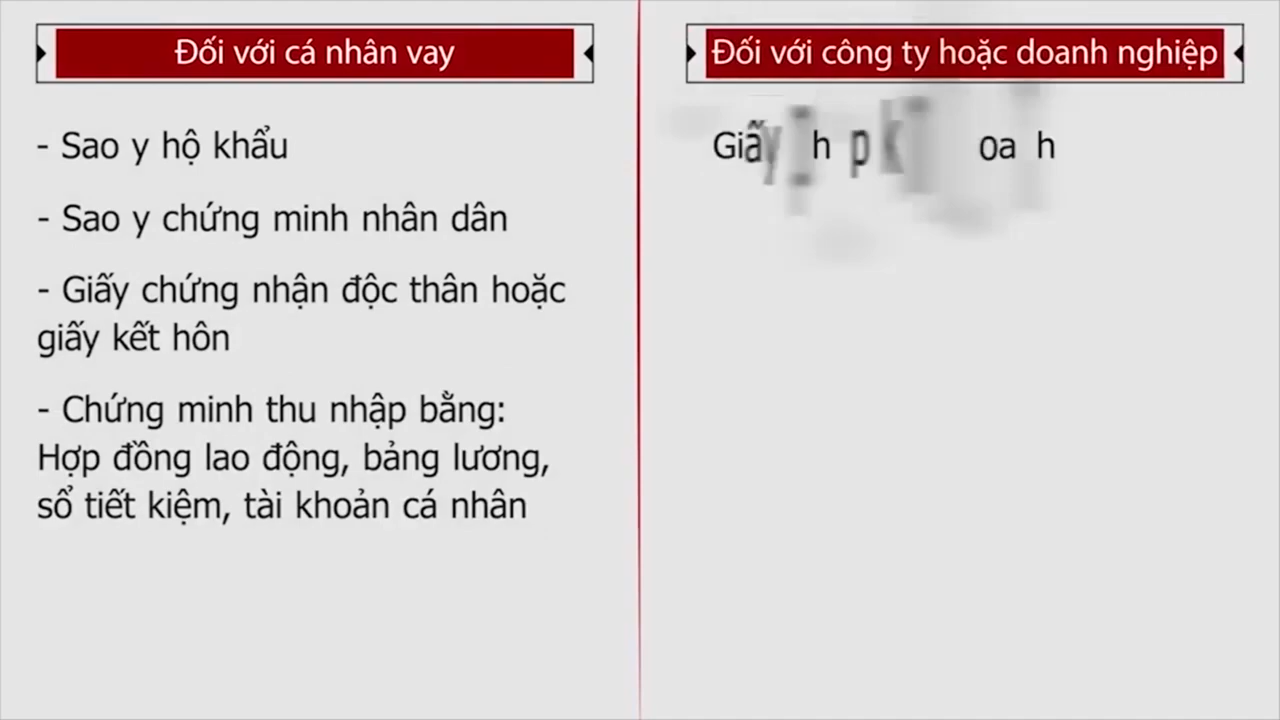 Đối với cá nhân vay
- Sao y hộ khẩu
- Sao y chứng minh nhân dân
- Giấy chứng nhận độc thân hoặc
giấy kết hôn
- Chứng minh thu nhập bằng:
Hợp đồng lao động, bảng lương,
sổ tiết kiệm, tài khoản cá nhân
Đối với công ty hoặc doanh nghiệp
Giấy